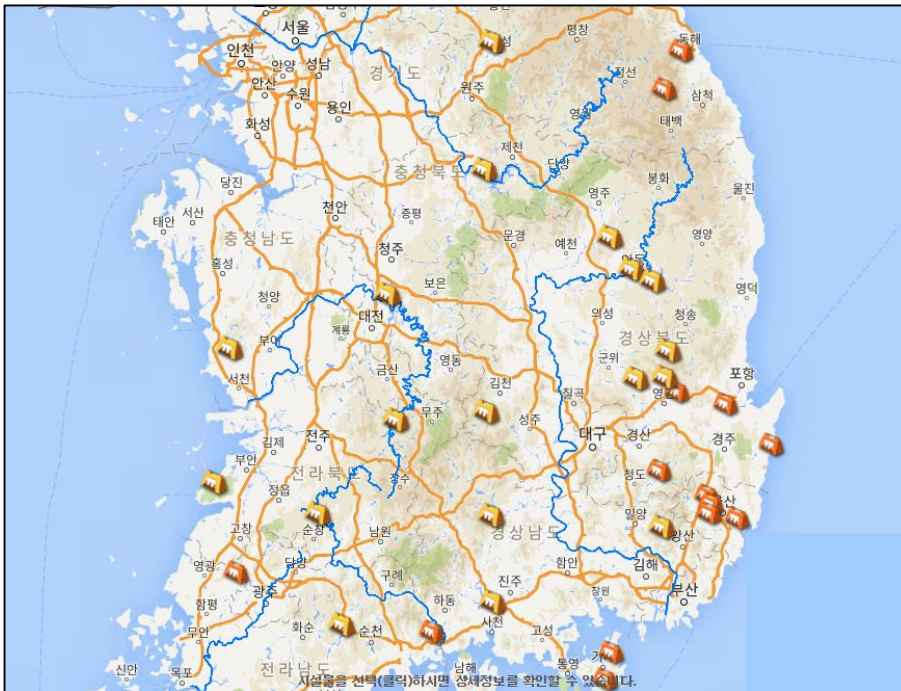 서울
평창
동해
인천
안양
성남
경기도
정선
안산
수원
원주
삼척
용인
영월
화성
태백
제천
단양
당진
충청북도
봉화
영주
울진
서산
태안
천안
증평
충청남도
문경
예천
영양
청주
홍성
보은
안동
영덕
청양
의성
청송
대전
계룡
부여
경상북도
영동
군위
서천
금산
김천
포항
칠곡
무주
성주
전주
대구
경산
경주
김제
부안
전라북도
청도
정읍
장수
울산
밀양
고창
순창
남원
경상남도
양산
영광
담양
구례
함안
김해
진주
광주
창원
부산
하동
함평
사천
고성
무안
화순
순천
통영
남해
신안
목포
전라남도
시설물을 선택(클릭)하시면 상세정보를 확인할 수 있습니다.